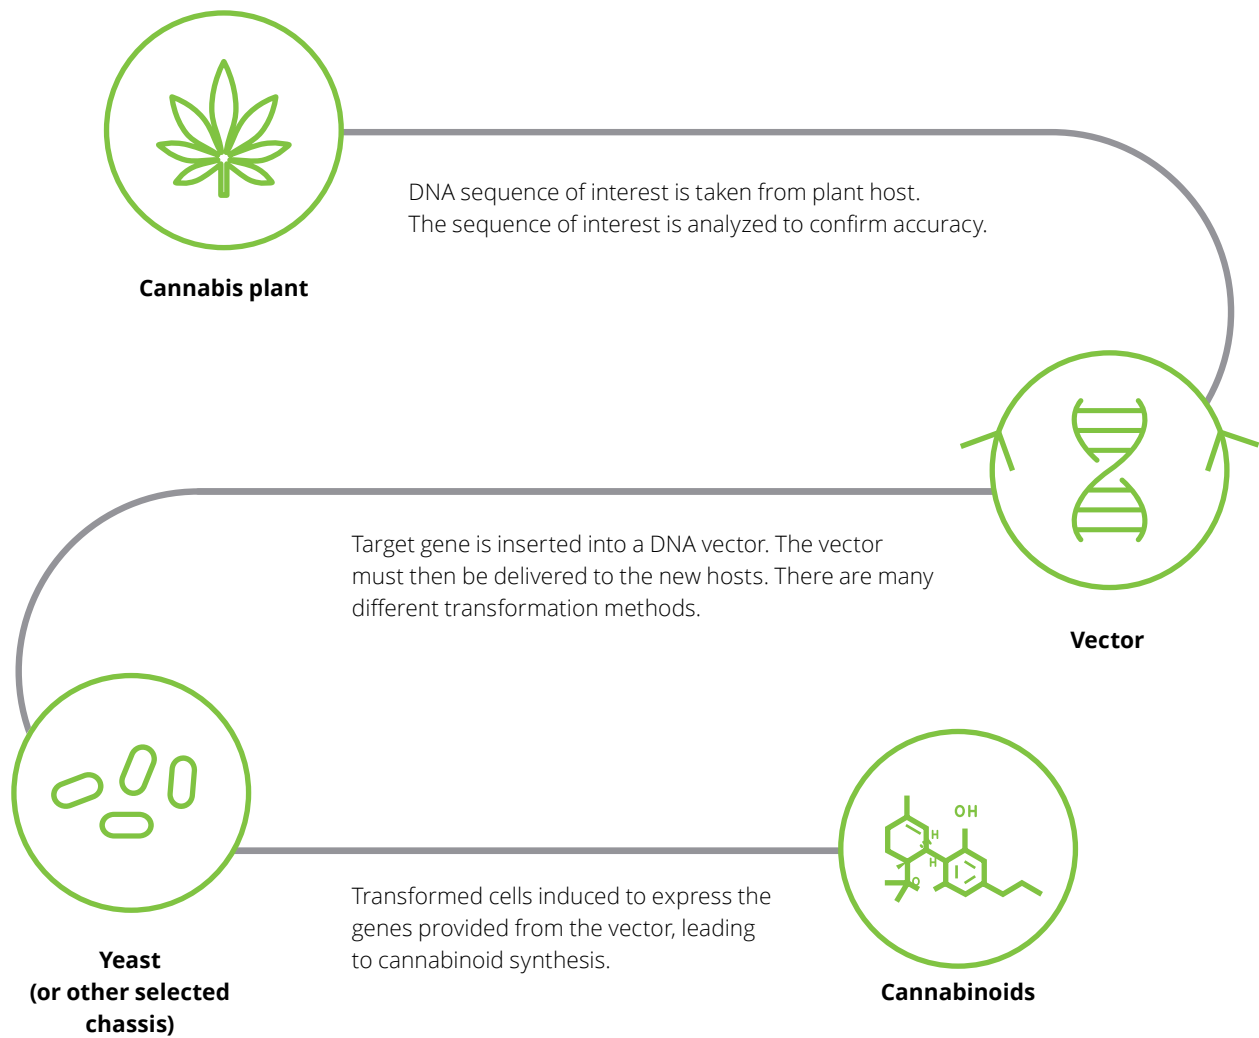 Cannabis plant
DNA sequence of interest is taken from plant host.
The sequence of interest is analyzed to confirm accuracy.
Vector
Target gene is inserted into a DNA vector. The vector
must then be delivered to the new hosts. There are many
different transformation methods.
Yeast
(or other selected
chassis)
Transformed cells induced to express the
genes provided from the vector, leading
to cannabinoid synthesis.
OH
H
H
O
Cannabinoids